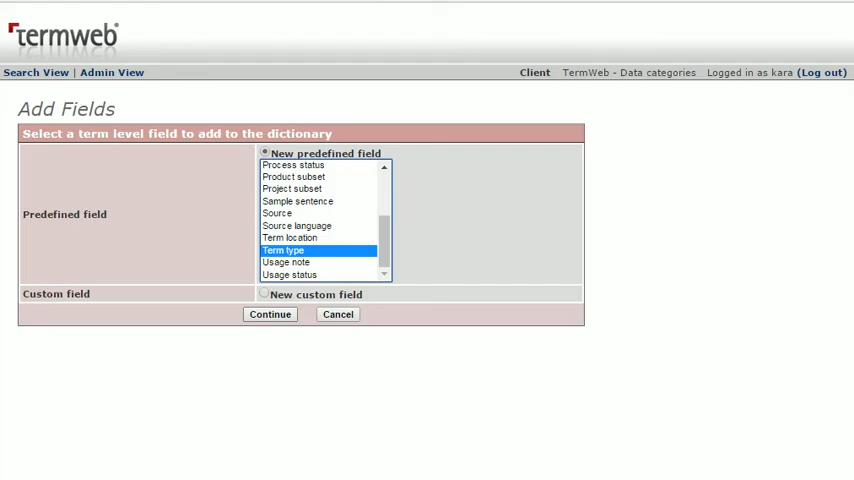 termweb
Search View | Admin View
Client TermWeb - Data categories Logged in as kara (Log out)
Add Fields
Select a term level field to add to the dictionary
Predefined field
New predefined field
Process status
Product subset
Project subset
Sample sentence
Source
Source language
Term location
Term type
Usage note
Usage status
Custom field
New custom field
Continue Cancel